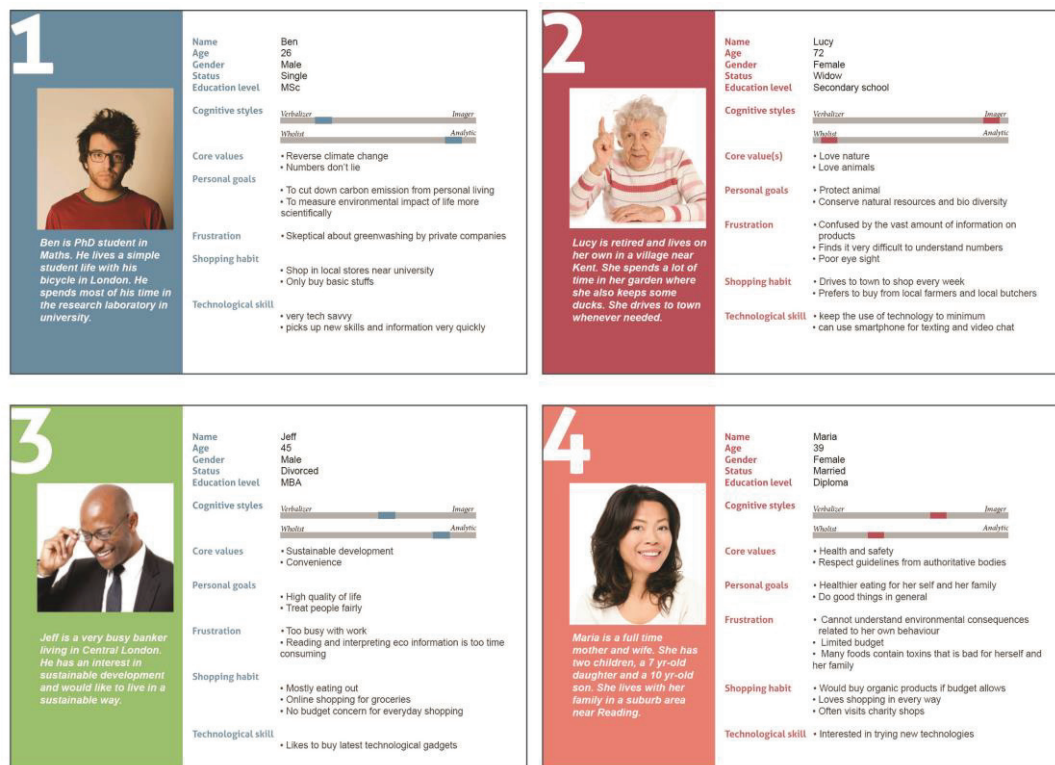 1
Name Ben
Age 26
Gender Male
Status Single
Education level MSc
Cognitive styles
Verbalizer Imager
Wholist Analytic
Core values • Reverse climate change
• Numbers don't lie
Personal goals
• To cut down carbon emission from personal living
• To measure environmental impact of life more
scientifically
Frustration • Skeptical about greenwashing by private companies
Shopping habit
• Shop in local stores near university
• Only buy basic stuffs
Technological skill
• very tech savvy
• picks up new skills and information very quickly
Ben is PhD student in
Maths. He lives a simple
student life with his
bicycle in London. He
spends most of his time in
the research laboratory in
university.
2
Name Lucy
Age 72
Gender Female
Status Widow
Education level Secondary school
Cognitive styles
Verbalizer Imager
Wholist Analytic
Core value(s) • Love nature
• Love animals
Personal goals • Protect animal
• Conserve natural resources and bio diversity
Frustration • Confused by the vast amount of information on
products
• Finds it very difficult to understand numbers
• Poor eye sight
Shopping habit • Drives to town to shop every week
• Prefers to buy from local farmers and local butchers
Technological skill • keep the use of technology to minimum
• can use smartphone for texting and video chat
Lucy is retired and lives on
her own in a village near
Kent. She spends a lot of
time in her garden where
she also keeps some
ducks. She drives to town
whenever needed.
3
Name Jeff
Age 45
Gender Male
Status Divorced
Education level MBA
Cognitive styles
Verbalizer Imager
Wholist Analytic
Core values • Sustainable development
• Convenience
Personal goals
• High quality of life
• Treat people fairly
Frustration • Too busy with work
• Reading and interpreting eco information is too time
consuming
Shopping habit
• Mostly eating out
• Online shopping for groceries
• No budget concern for everyday shopping
Technological skill
• Likes to buy latest technological gadgets
Jeff is a very busy banker
living in Central London.
He has an interest in
sustainable development
and would like to live in a
sustainable way.
4
Name Maria
Age 39
Gender Female
Status Married
Education level Diploma
Cognitive styles
Verbalizer Imager
Wholist Analytic
Core values • Health and safety
• Respect guidelines from authoritative bodies
Personal goals • Healthier eating for her self and her family
• Do good things in general
Frustration • Cannot understand environmental consequences
related to her own behaviour
• Limited budget
• Many foods contain toxins that is bad for herself and
her family
Shopping habit • Would buy organic products if budget allows
• Loves shopping in every way
• Often visits charity shops
Technological skill • Interested in trying new technologies
Maria is a full time
mother and wife. She has
two children, a 7 yr-old
daughter and a 10 yr-old
son. She lives with her
family in a suburb area
near Reading.